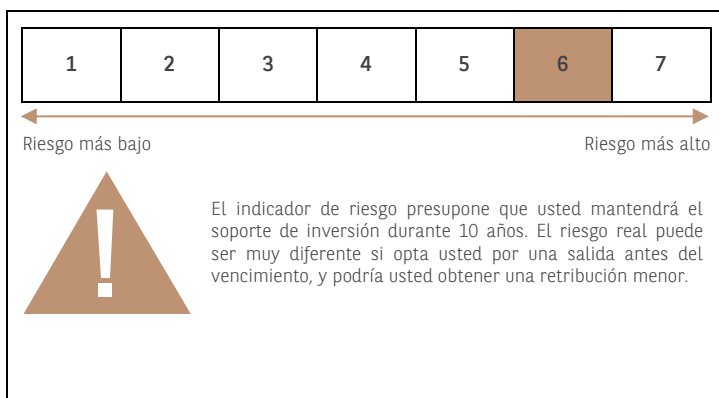 1 2 3 4 5 6 7
Riesgo más bajo Riesgo más alto
!
El indicador de riesgo presupone que usted mantendrá el
soporte de inversión durante 10 años. El riesgo real puede
ser muy diferente si opta usted por una salida antes del
vencimiento, y podría usted obtener una retribución menor.